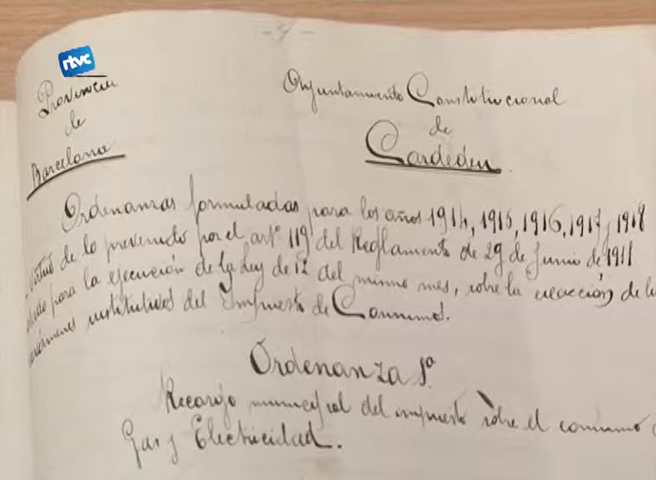 rtvc
Provincia
de
Barcelona
Ayuntamiento Constitucional
de
Cardedeu
Ordenanzas formuladas para los años 1914, 1915, 1916, 1917, 1918
virtud de lo prevenido por el artº 119 del Reglamento de 29 de Junio de 1911
para la ejecución de la Ley de 12 del mismo mes, sobre la creación de
gravámenes sustitutivos del Impuesto de Consumos.
Ordenanza 1ª
Recargo municipal del impuesto sobre el consumo
Gas y Electricidad.